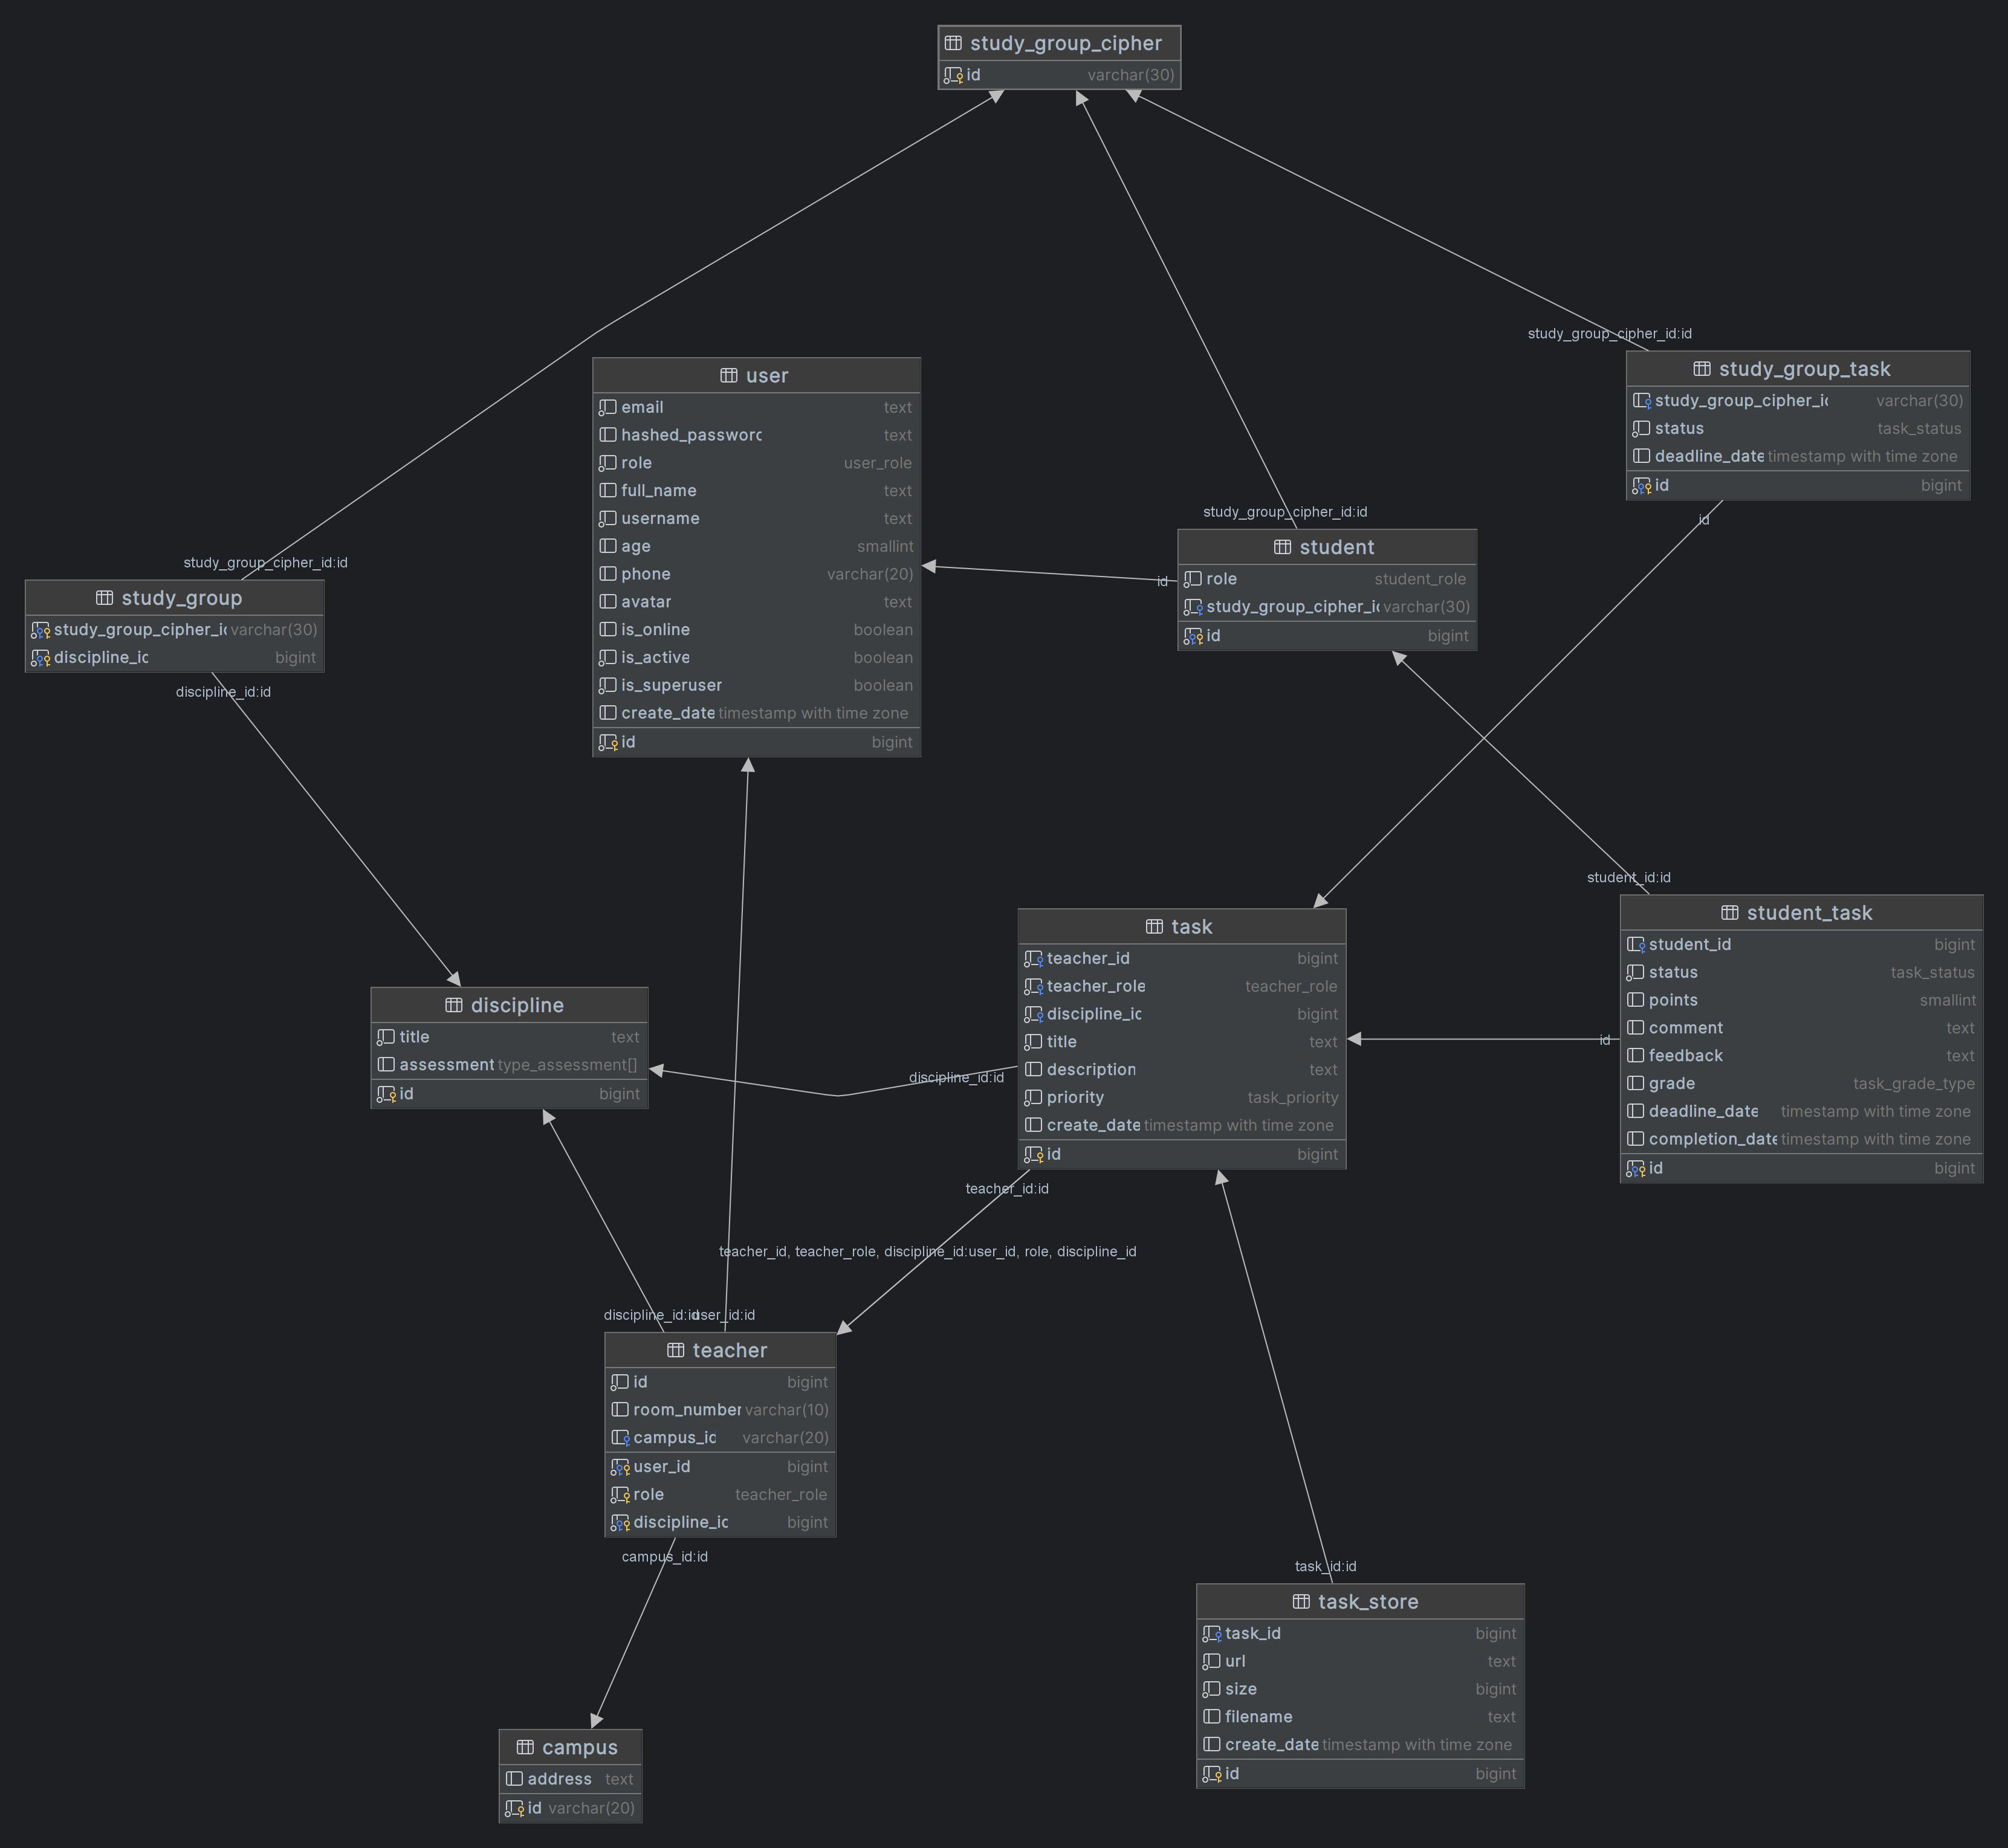 study_group_cipher
id varchar(30)
study_group_cipher_id:id
study_group_task
study_group_cipher_ic varchar(30)
status task_status
deadline_date timestamp with time zone
id bigint
id
user
email text
hashed_passworc text
role user_role
full_name text
username text
age smallint
phone varchar(20)
avatar text
is_online boolean
is_active boolean
is_superuser boolean
create_date timestamp with time zone
id bigint
study_group_cipher_id:id
student
role student_role
study_group_cipher_ic varchar(30)
id bigint
id
study_group_cipher_id:id
study_group
study_group_cipher_ic varchar(30)
discipline_ic bigint
discipline_id:id
student_id:id
student_task
student_id bigint
status task_status
points smallint
comment text
feedback text
grade task_grade_type
deadline_date timestamp with time zone
completion_date timestamp with time zone
id bigint
id
task
teacher_id bigint
teacher_role teacher_role
discipline_ic bigint
title text
description text
priority task_priority
create_date timestamp with time zone
id bigint
discipline
title text
assessment type_assessment[]
id bigint
discipline_id:id
teacher_id:id
teacher_id, teacher_role, discipline_id:user_id, role, discipline_id
discipline_id:id
user_id:id
teacher
id bigint
room_number varchar(10)
campus_ic varchar(20)
user_id bigint
role teacher_role
discipline_ic bigint
campus_id:id
task_id:id
task_store
task_id bigint
url text
size bigint
filename text
create_date timestamp with time zone
id bigint
campus
address text
id varchar(20)